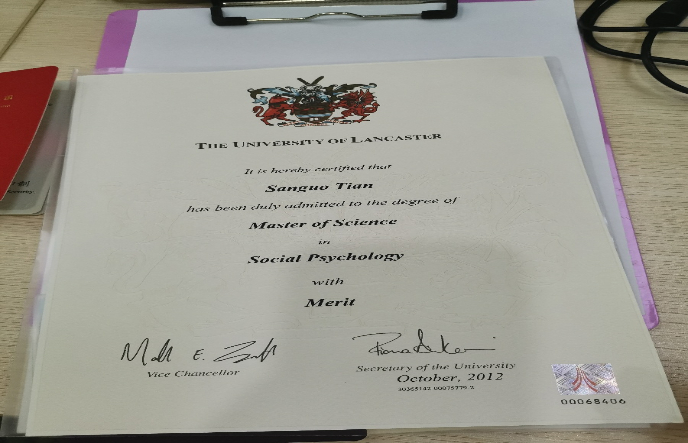 THE UNIVERSITY OF LANCASTER
It is hereby certified that
Sanguo Tian
has been duly admitted to the degree of
Master of Science
in
Social Psychology
with
Merit
Vice Chancellor
Secretary of the University
October, 2012
00068406